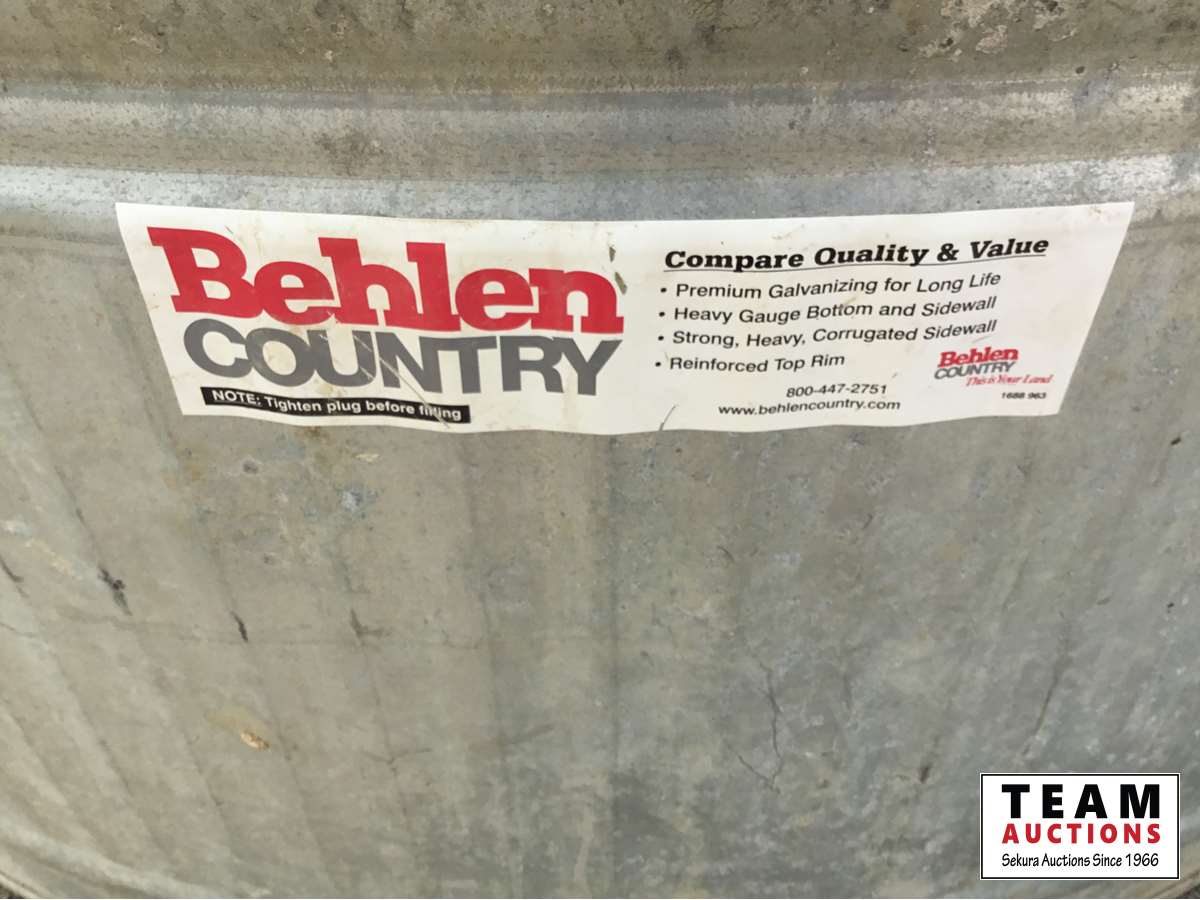 Behlen
COUNTRY
NOTE: Tighten plug before filling
Compare Quality & Value
• Premium Galvanizing for Long Life
• Heavy Gauge Bottom and Sidewall
• Strong, Heavy, Corrugated Sidewall
• Reinforced Top Rim
800-447-2751
www.behlencountry.com
Behlen
COUNTRY
This is Your Land
1688 963
TEAM
AUCTIONS
Sekura Auctions Since 1966